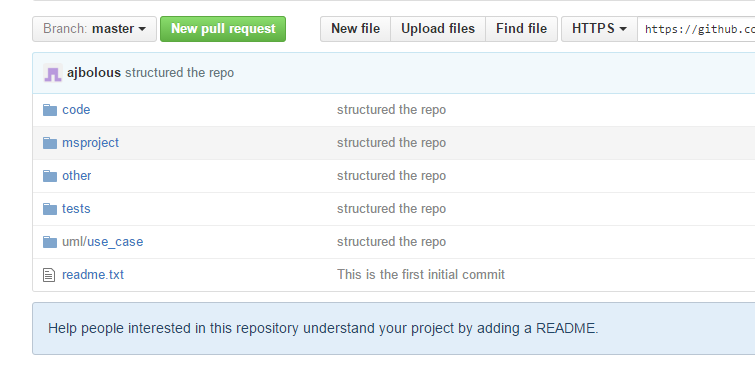 Branch: master New pull request New file Upload files Find file HTTPS https://github.co
ajbolous structured the repo
code structured the repo
msproject structured the repo
other structured the repo
tests structured the repo
uml/use_case structured the repo
readme.txt This is the first initial commit
Help people interested in this repository understand your project by adding a README.